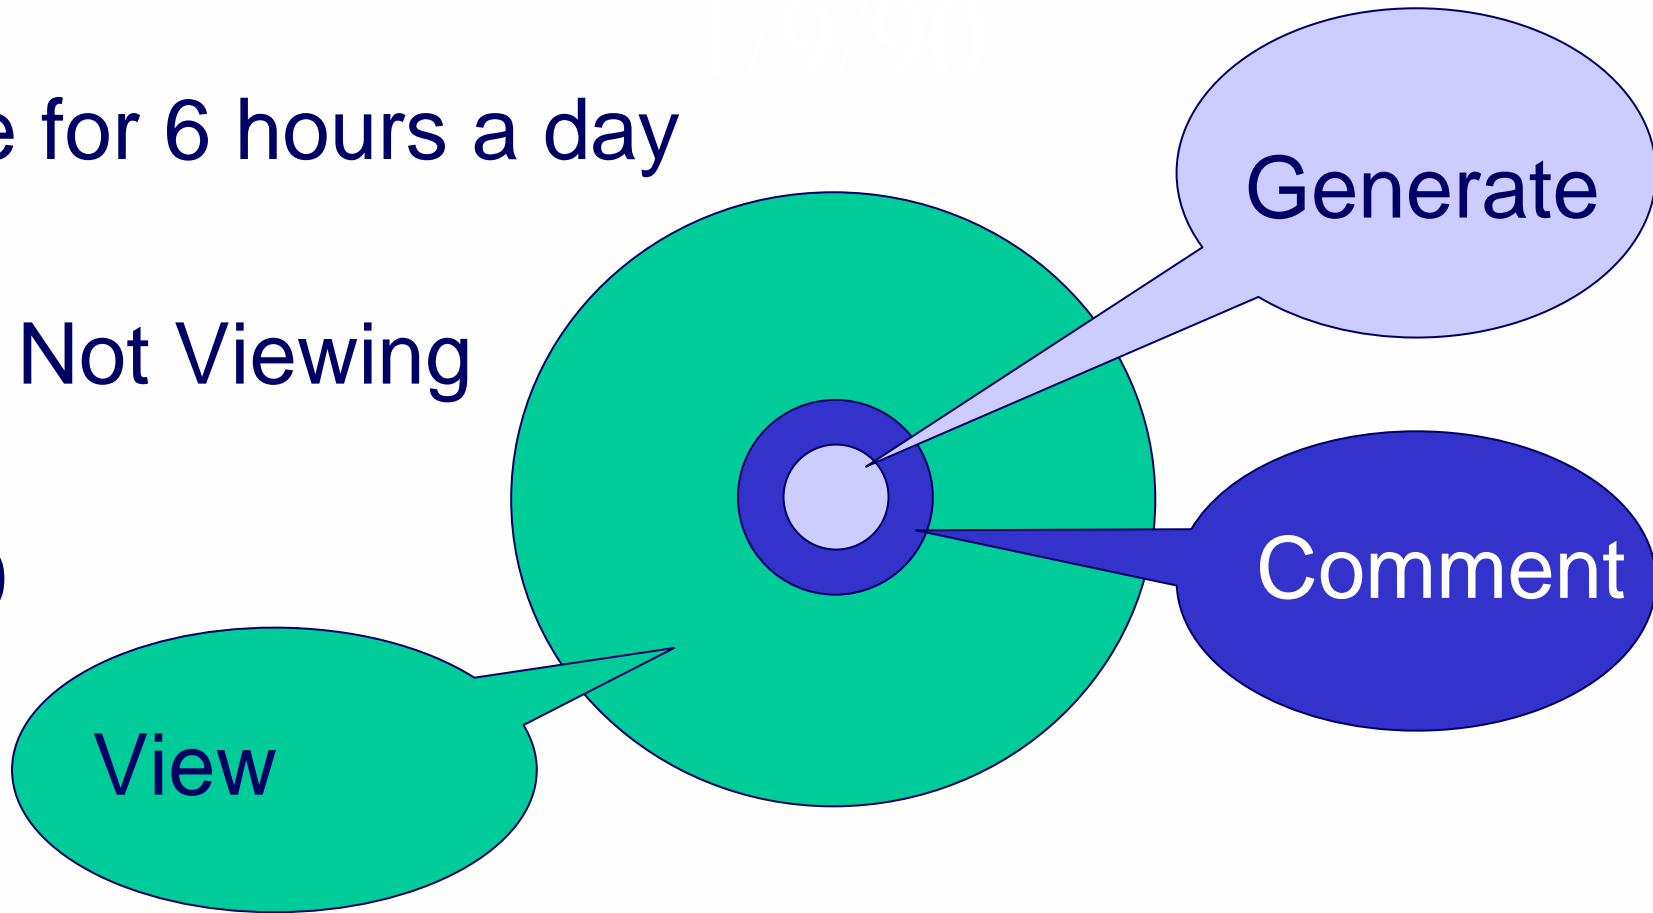 for 6 hours a day
Generate
Not Viewing
Comment
)
View